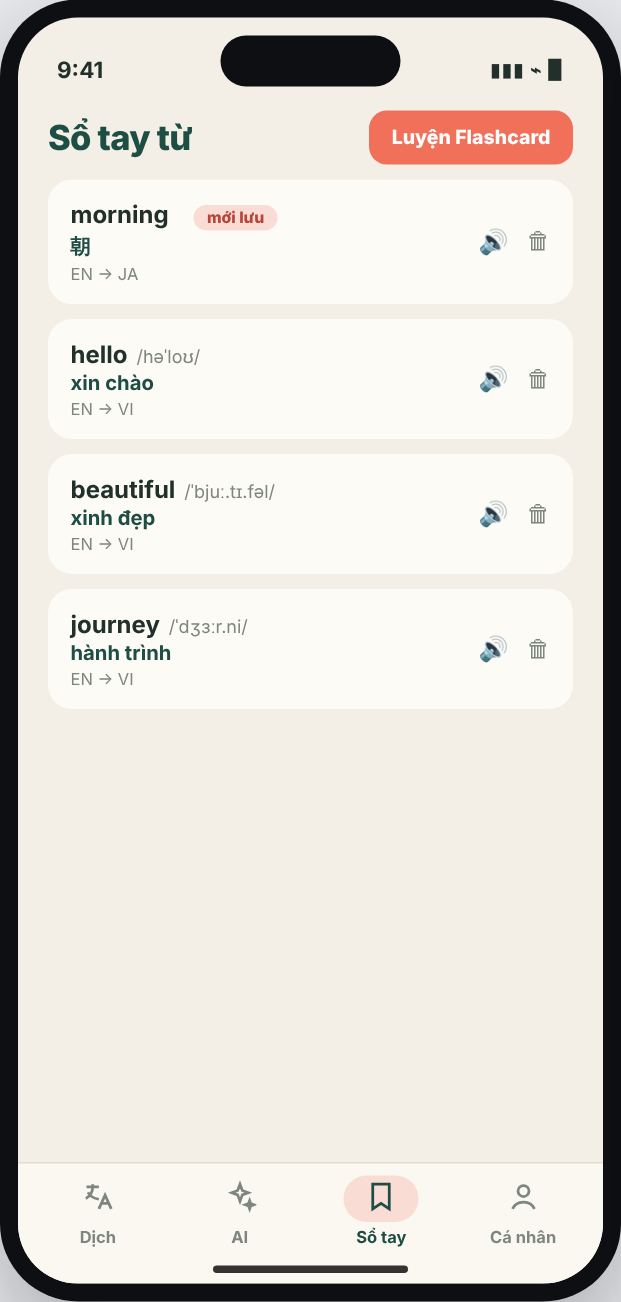 9:41
Sổ tay từ
Luyện Flashcard
morning mới lưu
朝
EN → JA
hello /həˈloʊ/
xin chào
EN → VI
beautiful /ˈbjuː.tɪ.fəl/
xinh đẹp
EN → VI
journey /ˈdʒɜːr.ni/
hành trình
EN → VI
Dịch AI Sổ tay Cá nhân